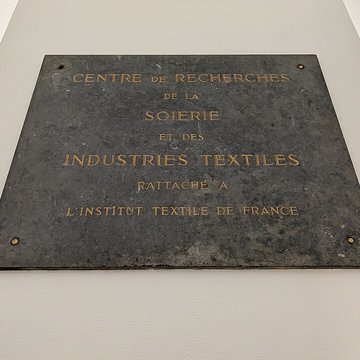 CENTRE DE RECHERCHES
DE LA
SOIERIE
ET DES
INDUSTRIES TEXTILES
RATTACHÉ A
L'INSTITUT TEXTILE DE FRANCE